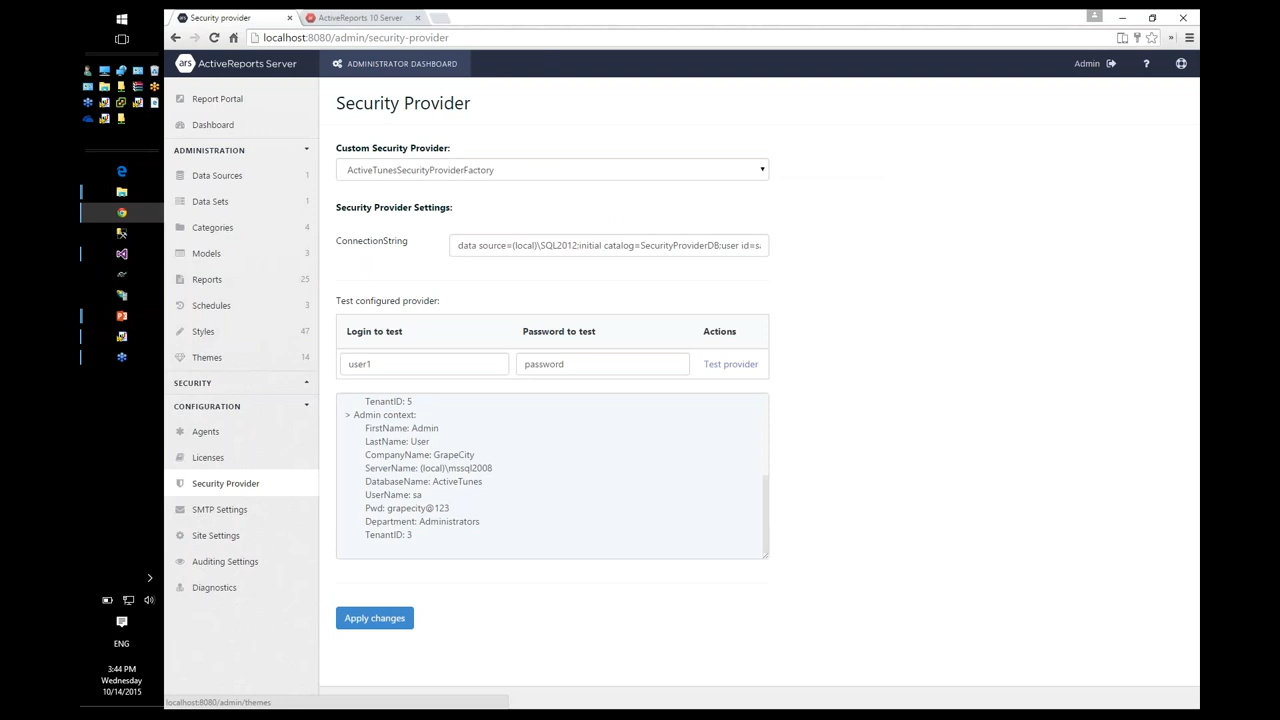 Security provider
ActiveReports 10 Server
localhost:8080/admin/security-provider
ars ActiveReports Server
ADMINISTRATOR DASHBOARD
Admin
?
Report Portal
Dashboard
ADMINISTRATION
Data Sources 1
Data Sets 1
Categories 4
Models 3
Reports 25
Schedules 3
Styles 47
Themes 14
SECURITY
CONFIGURATION
Agents
Licenses
Security Provider
SMTP Settings
Site Settings
Auditing Settings
Diagnostics
Security Provider
Custom Security Provider:
ActiveTunesSecurityProviderFactory
Security Provider Settings:
ConnectionString
data source=(local)\SQL2012;initial catalog=SecurityProviderDB;user id=sa
Test configured provider:
Login to test Password to test Actions
user1 password Test provider
TenantID: 5
> Admin context:
FirstName: Admin
LastName: User
CompanyName: GrapeCity
ServerName: (local)\mssql2008
DatabaseName: ActiveTunes
UserName: sa
Pwd: grapecity@123
Department: Administrators
TenantID: 3
Apply changes
localhost:8080/admin/themes
ENG
3:44 PM
Wednesday
10/14/2015